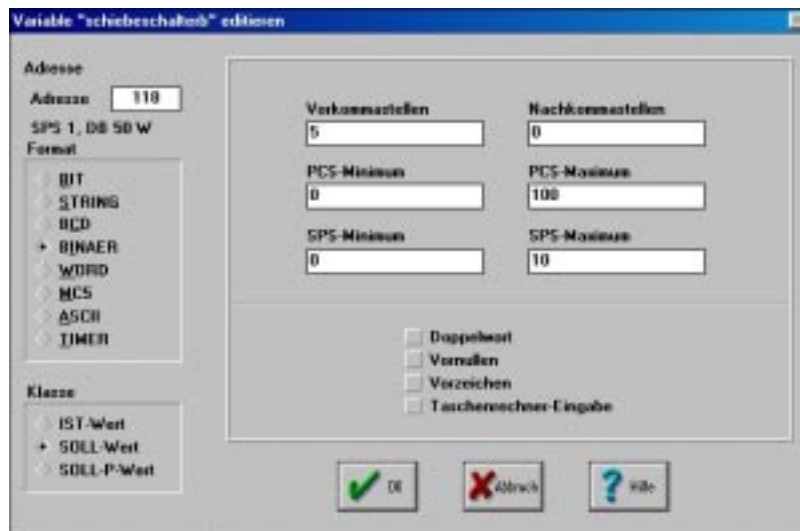 Variable "schiebeschalterb" editieren
Adresse
Adresse 118
SPS 1, DB 50 W
Format
BIT
STRING
BCD
BINAER
WORD
MC5
ASCII
TIMER
Klasse
IST-Wert
SOLL-Wert
SOLL-P-Wert
Vorkommastellen
5
Nachkommastellen
0
PCS-Minimum
0
PCS-Maximum
100
SPS-Minimum
0
SPS-Maximum
10
Doppelwort
Vornullen
Vorzeichen
Taschenrechner-Eingabe
OK
Abbruch
Hilfe